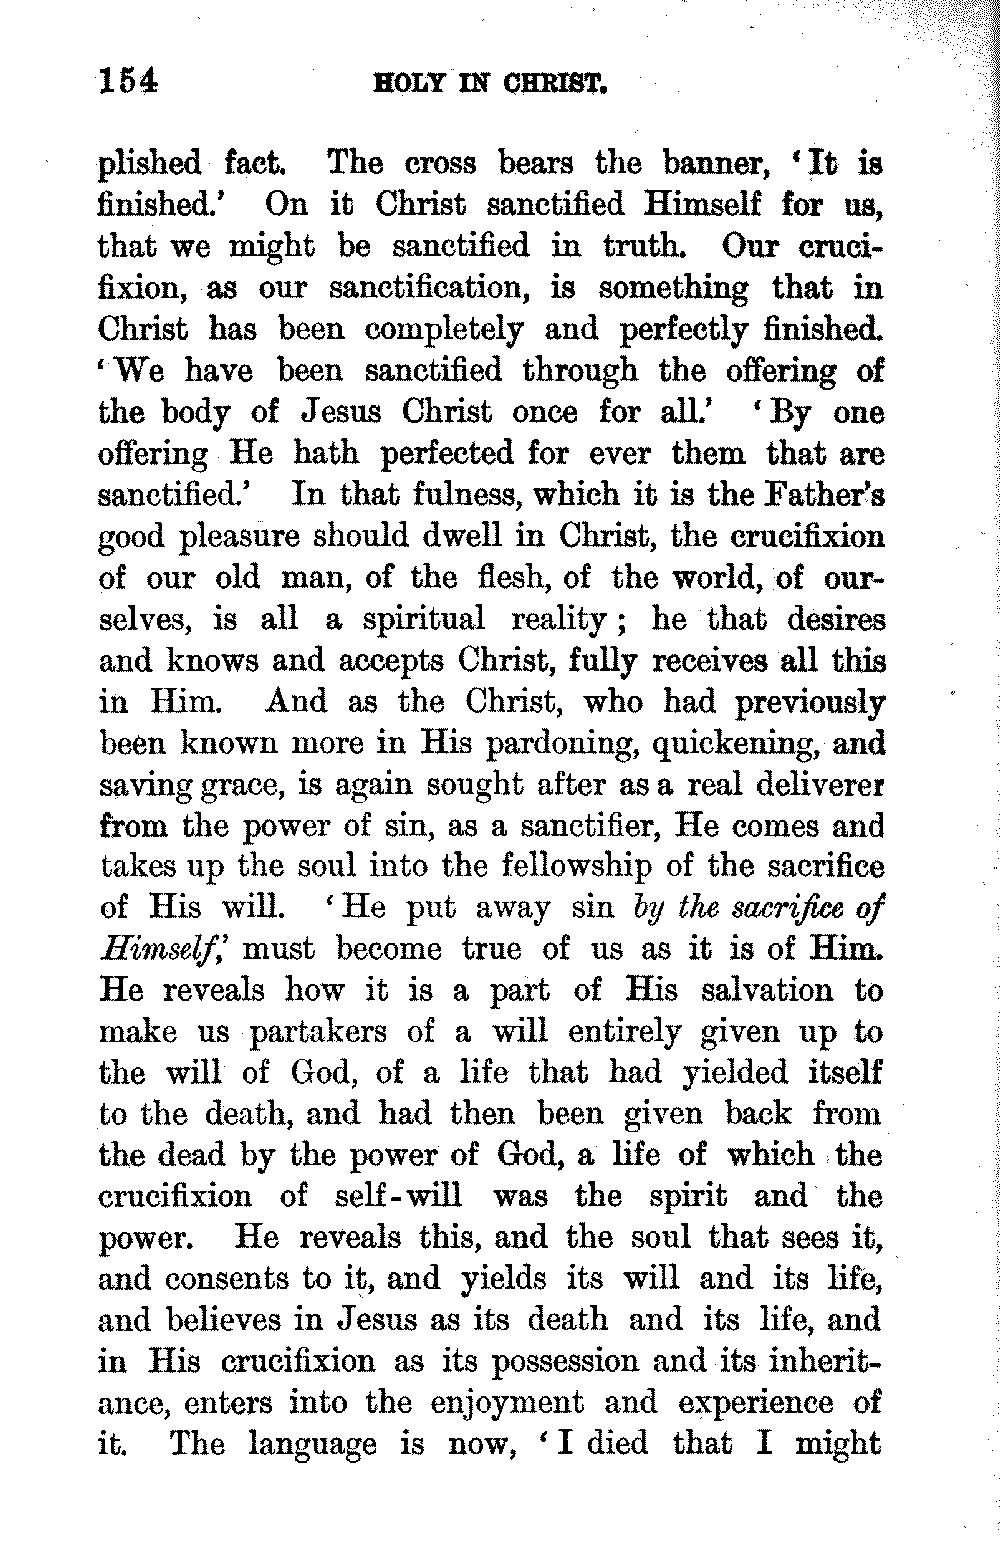 154 HOLY IN CHRIST.
plished fact. The cross bears the banner, ‘It is
finished.’ On it Christ sanctified Himself for us,
that we might be sanctified in truth. Our cruci-
fixion, as our sanctification, is something that in
Christ has been completely and perfectly finished.
‘We have been sanctified through the offering of
the body of Jesus Christ once for all.’ ‘By one
offering He hath perfected for ever them that are
sanctified.’ In that fulness, which it is the Father’s
good pleasure should dwell in Christ, the crucifixion
of our old man, of the flesh, of the world, of our-
selves, is all a spiritual reality; he that desires
and knows and accepts Christ, fully receives all this
in Him. And as the Christ, who had previously
been known more in His pardoning, quickening, and
saving grace, is again sought after as a real deliverer
from the power of sin, as a sanctifier, He comes and
takes up the soul into the fellowship of the sacrifice
of His will. ‘He put away sin by the sacrifice of
Himself,’ must become true of us as it is of Him.
He reveals how it is a part of His salvation to
make us partakers of a will entirely given up to
the will of God, of a life that had yielded itself
to the death, and had then been given back from
the dead by the power of God, a life of which the
crucifixion of self-will was the spirit and the
power. He reveals this, and the soul that sees it,
and consents to it, and yields its will and its life,
and believes in Jesus as its death and its life, and
in His crucifixion as its possession and its inherit-
ance, enters into the enjoyment and experience of
it. The language is now, ‘I died that I might